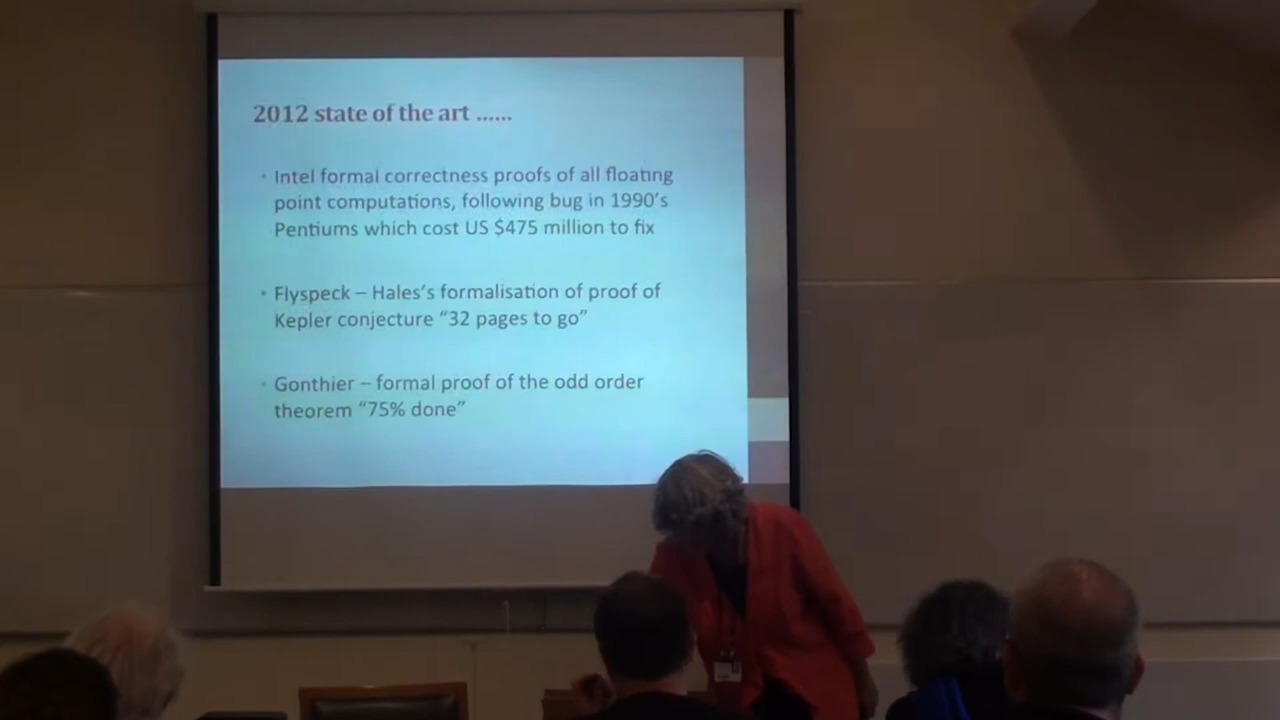 2012 state of the art ......
• Intel formal correctness proofs of all floating
point computations, following bug in 1990's
Pentiums which cost US $475 million to fix
• Flyspeck – Hales's formalisation of proof of
Kepler conjecture “32 pages to go”
• Gonthier – formal proof of the odd order
theorem “75% done”